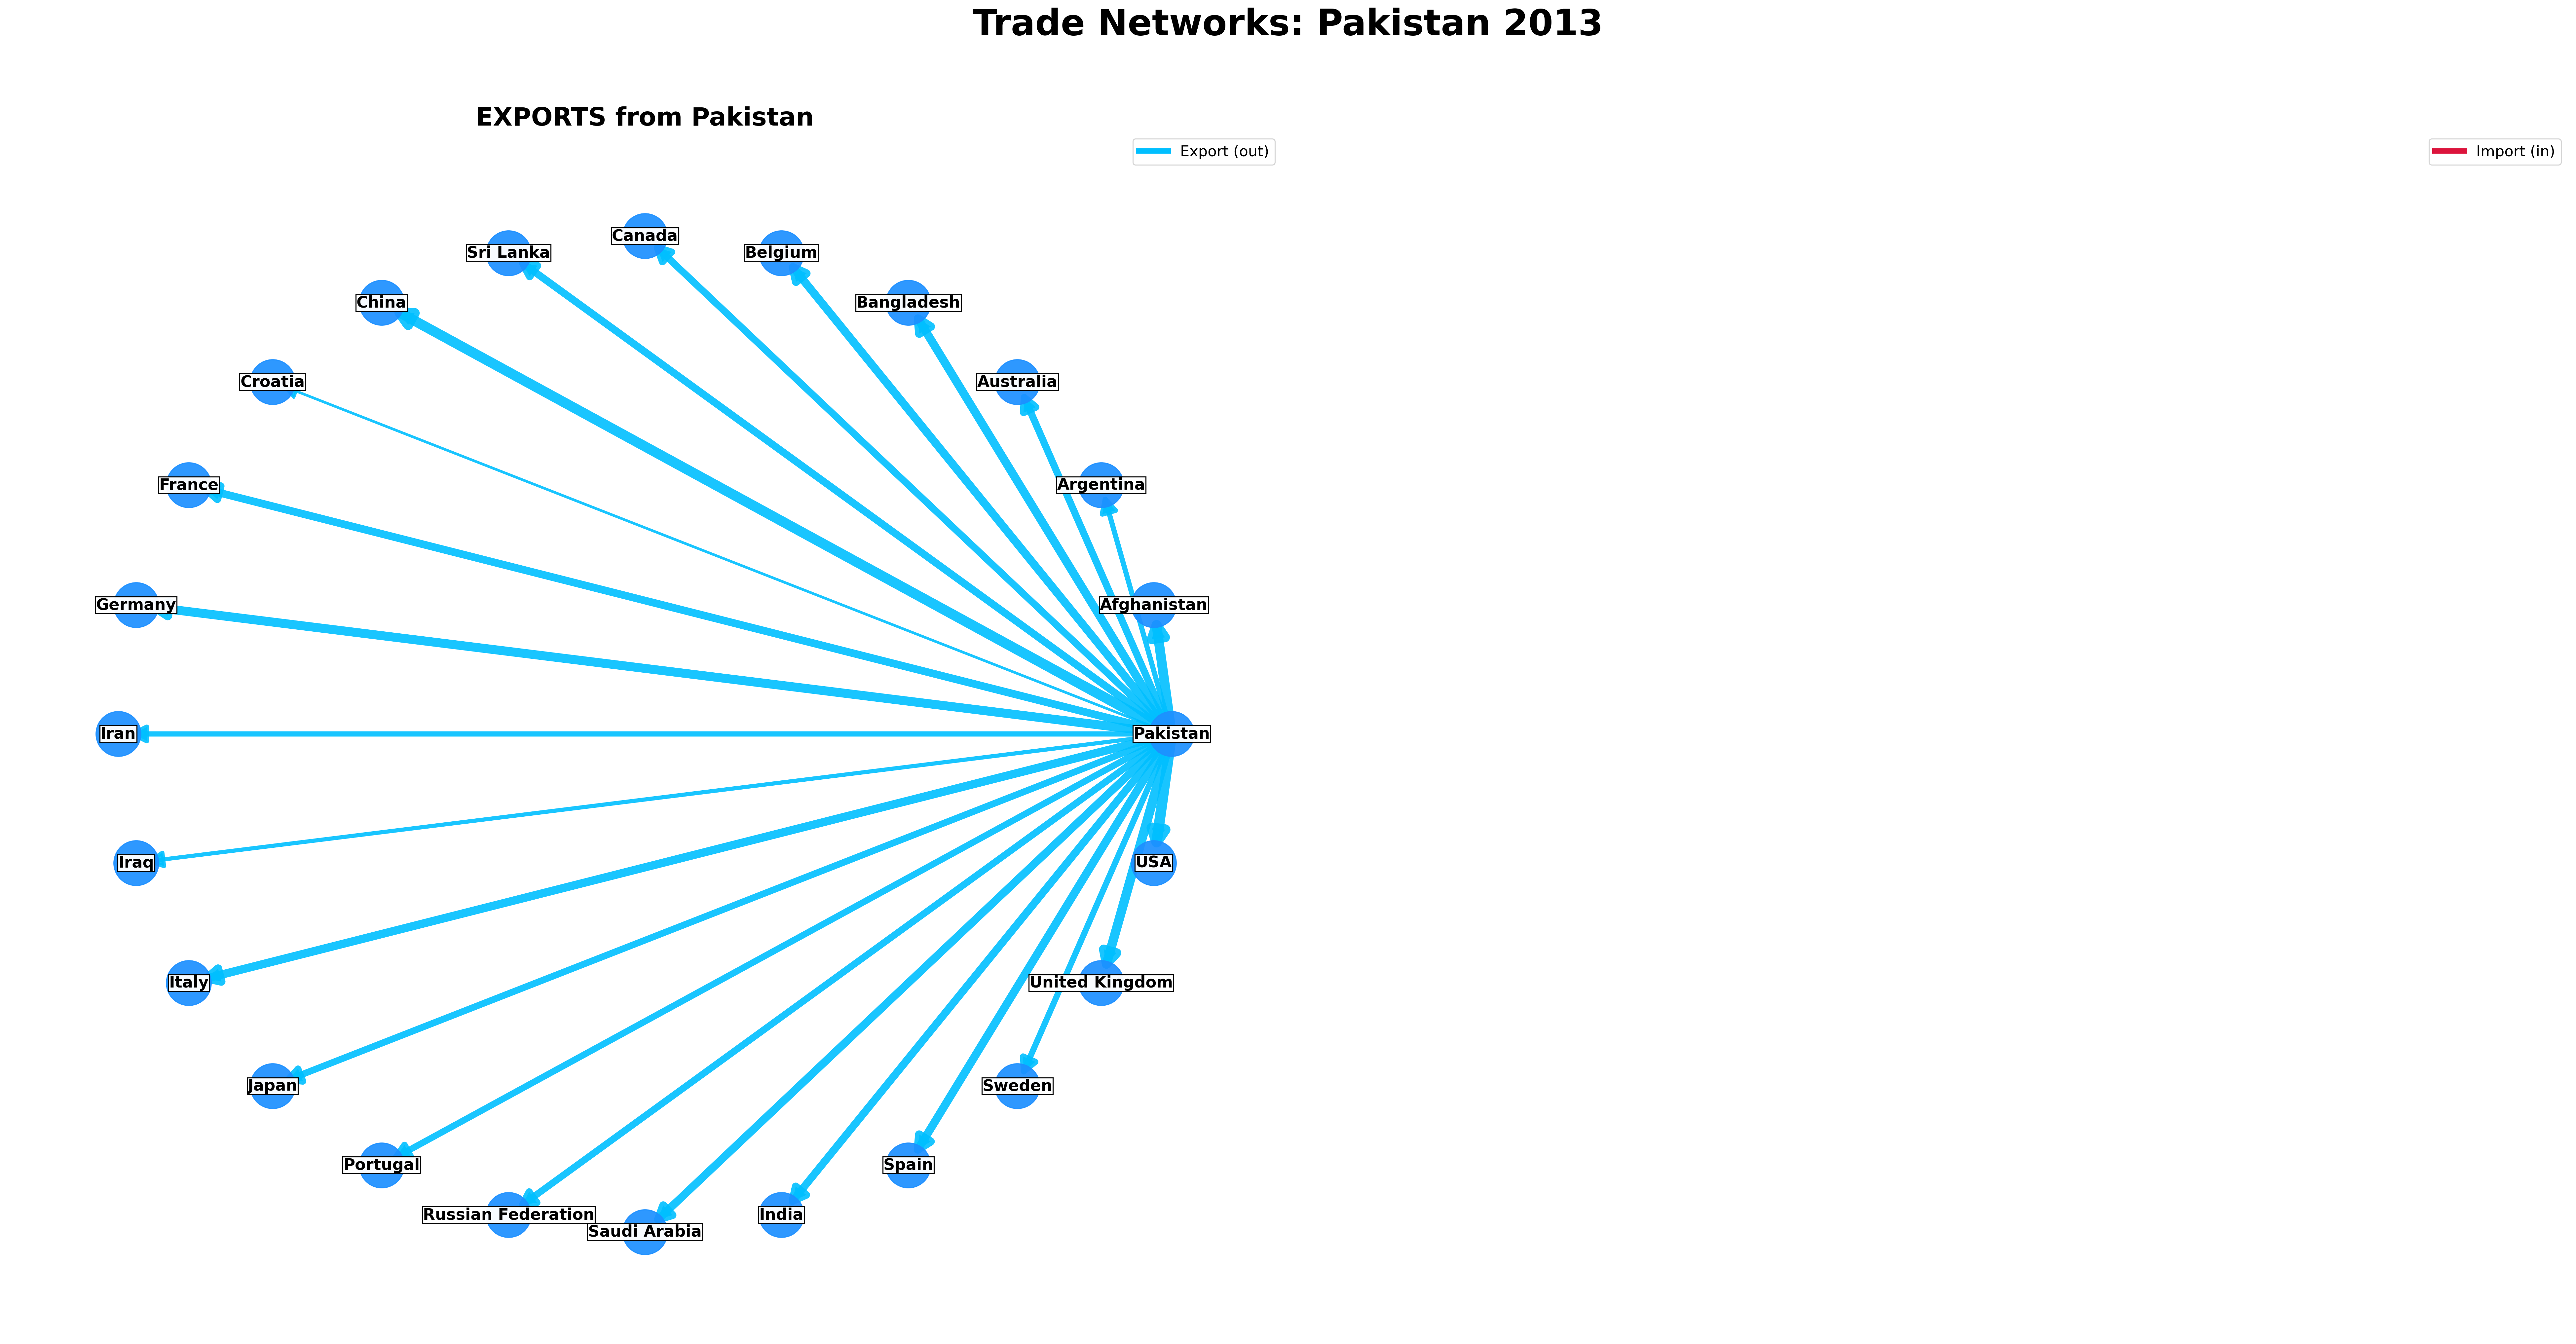 Trade Networks: Pakistan 2013
EXPORTS from Pakistan
Export (out)
Import (in)
Canada
Sri Lanka
Belgium
China
Bangladesh
Croatia
Australia
France
Argentina
Germany
Afghanistan
Iran
Pakistan
Iraq
USA
Italy
United Kingdom
Japan
Sweden
Portugal
Spain
Russian Federation
India
Saudi Arabia